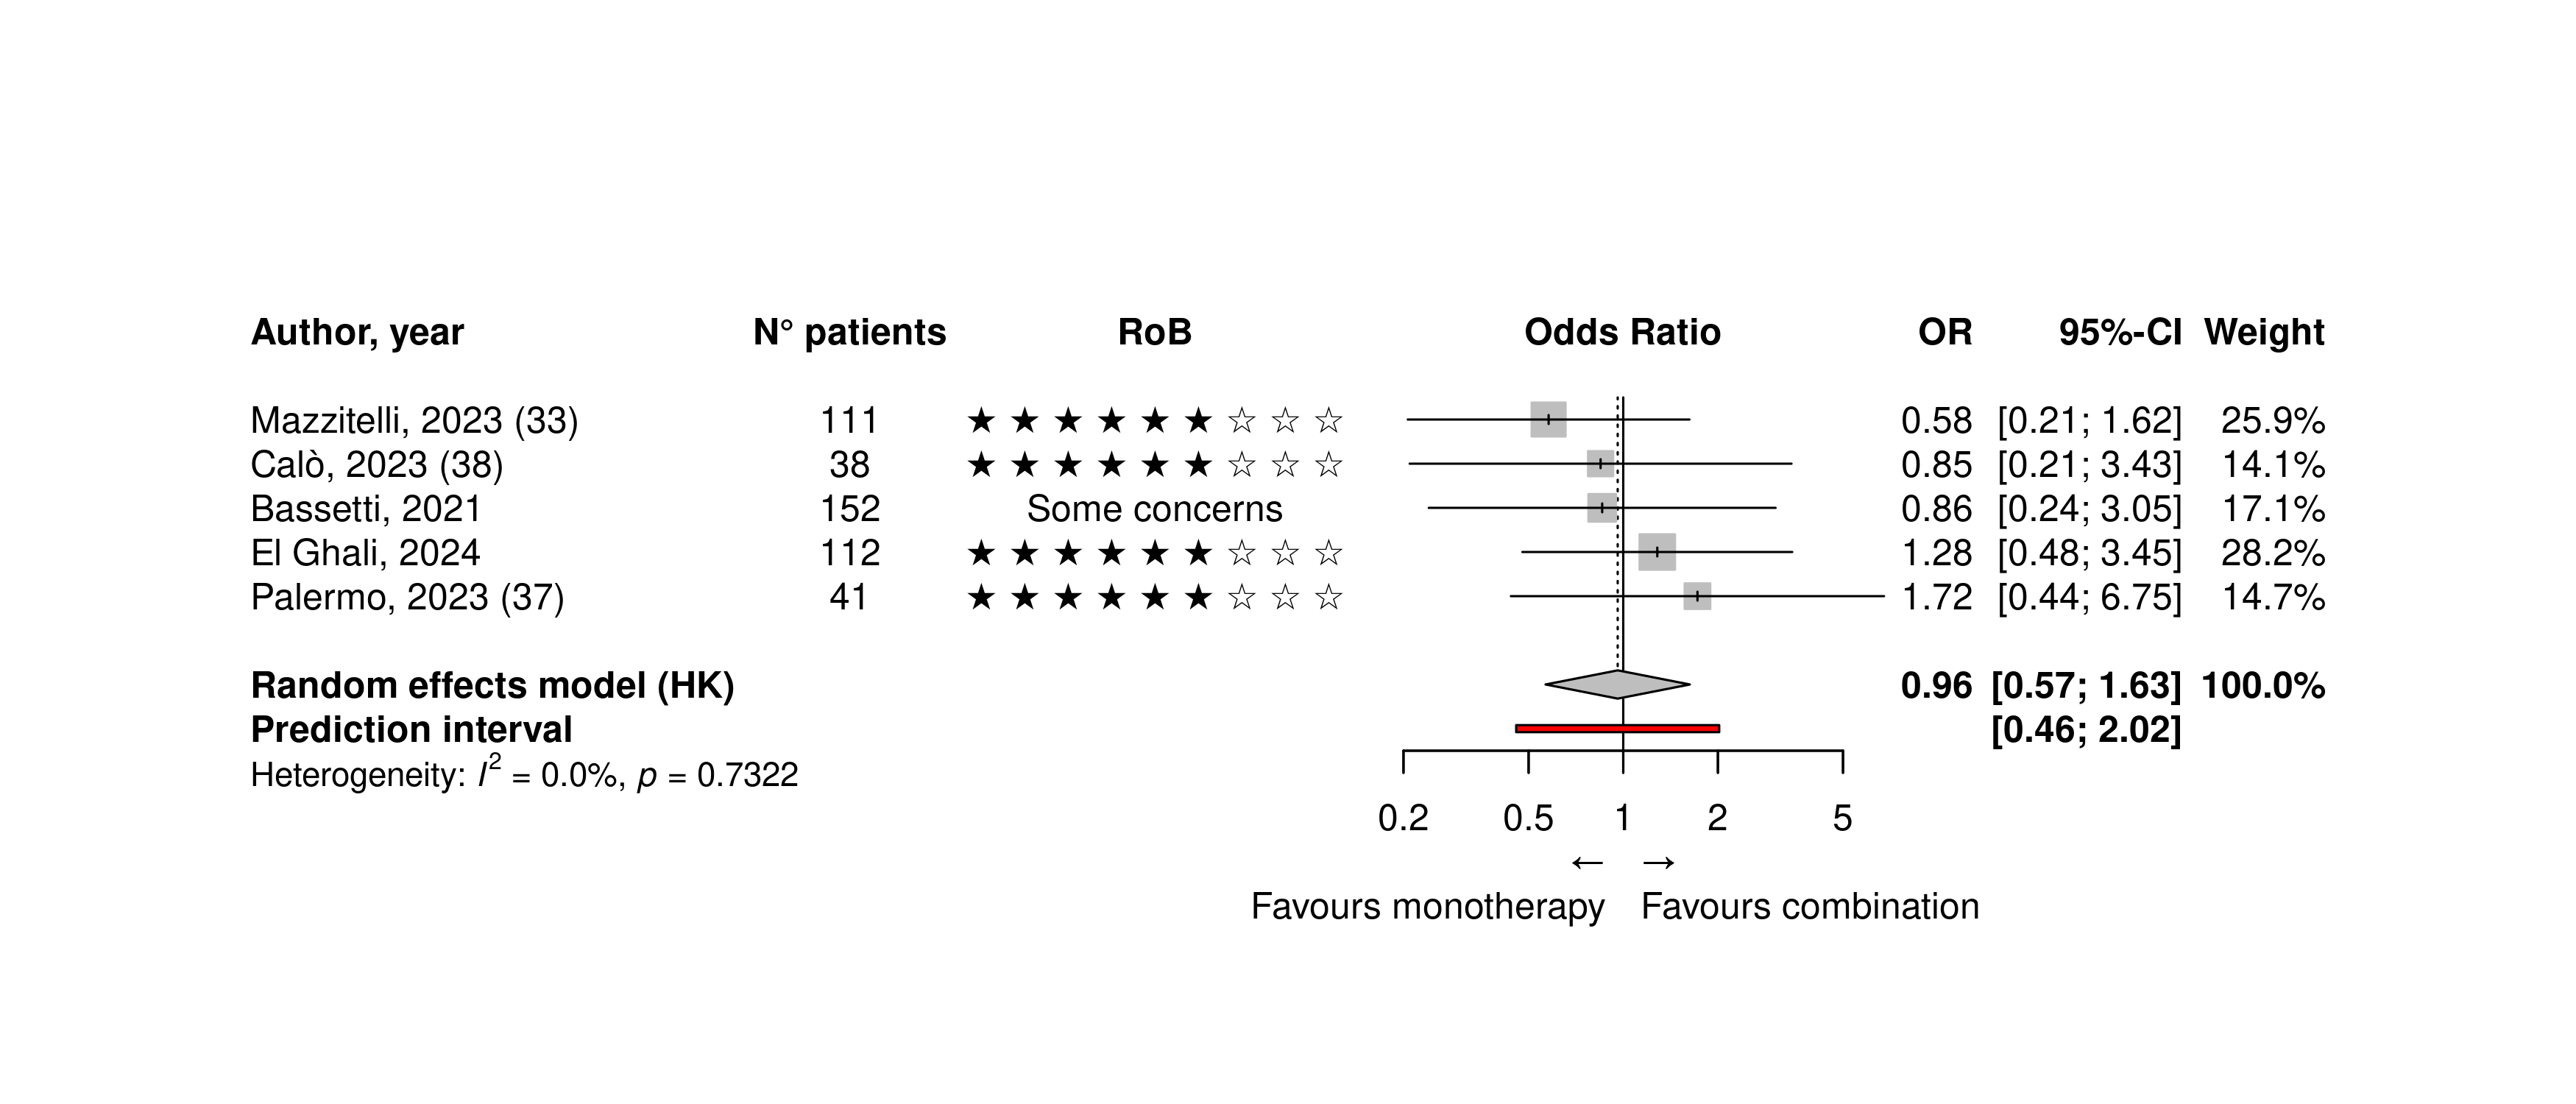 Author, year N° patients RoB Odds Ratio OR 95%-CI Weight
Mazzitelli, 2023 (33) 111 ★ ★ ★ ★ ★ ★ ☆ ☆ ☆ 0.58 [0.21; 1.62] 25.9%
Calò, 2023 (38) 38 ★ ★ ★ ★ ★ ★ ☆ ☆ ☆ 0.85 [0.21; 3.43] 14.1%
Bassetti, 2021 152 Some concerns 0.86 [0.24; 3.05] 17.1%
El Ghali, 2024 112 ★ ★ ★ ★ ★ ★ ☆ ☆ ☆ 1.28 [0.48; 3.45] 28.2%
Palermo, 2023 (37) 41 ★ ★ ★ ★ ★ ★ ☆ ☆ ☆ 1.72 [0.44; 6.75] 14.7%
Random effects model (HK) 0.96 [0.57; 1.63] 100.0%
Prediction interval [0.46; 2.02]
Heterogeneity: I² = 0.0%, p = 0.7322
0.2 0.5 1 2 5
← →
Favours monotherapy Favours combination